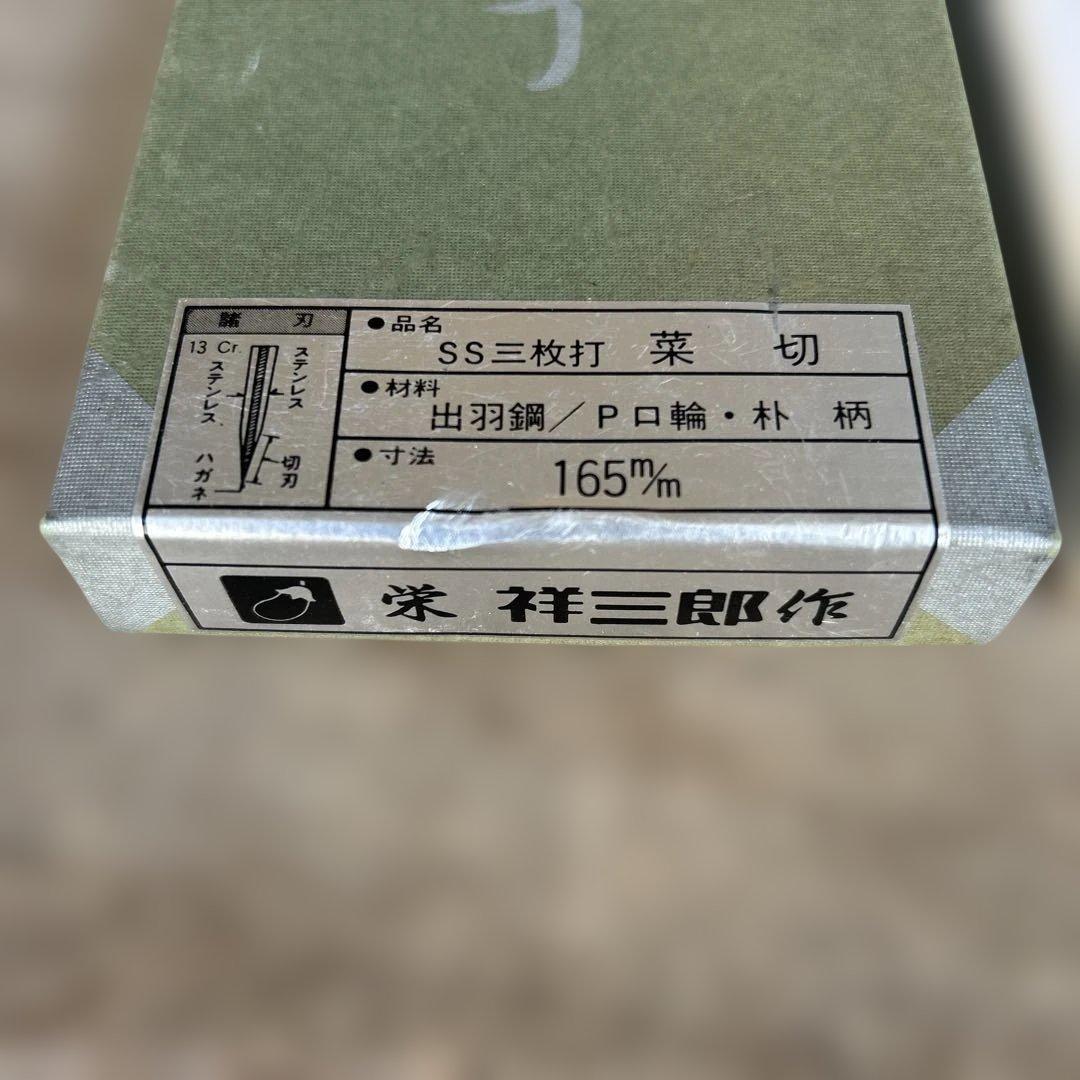 諸 刃
13 Cr.
ステンレス
ステンレス
ハガネ
切刃
●品名
SS三枚打 菜 切
●材料
出羽鋼/P口輪・朴 柄
●寸法
165m/m
栄 祥三郎作